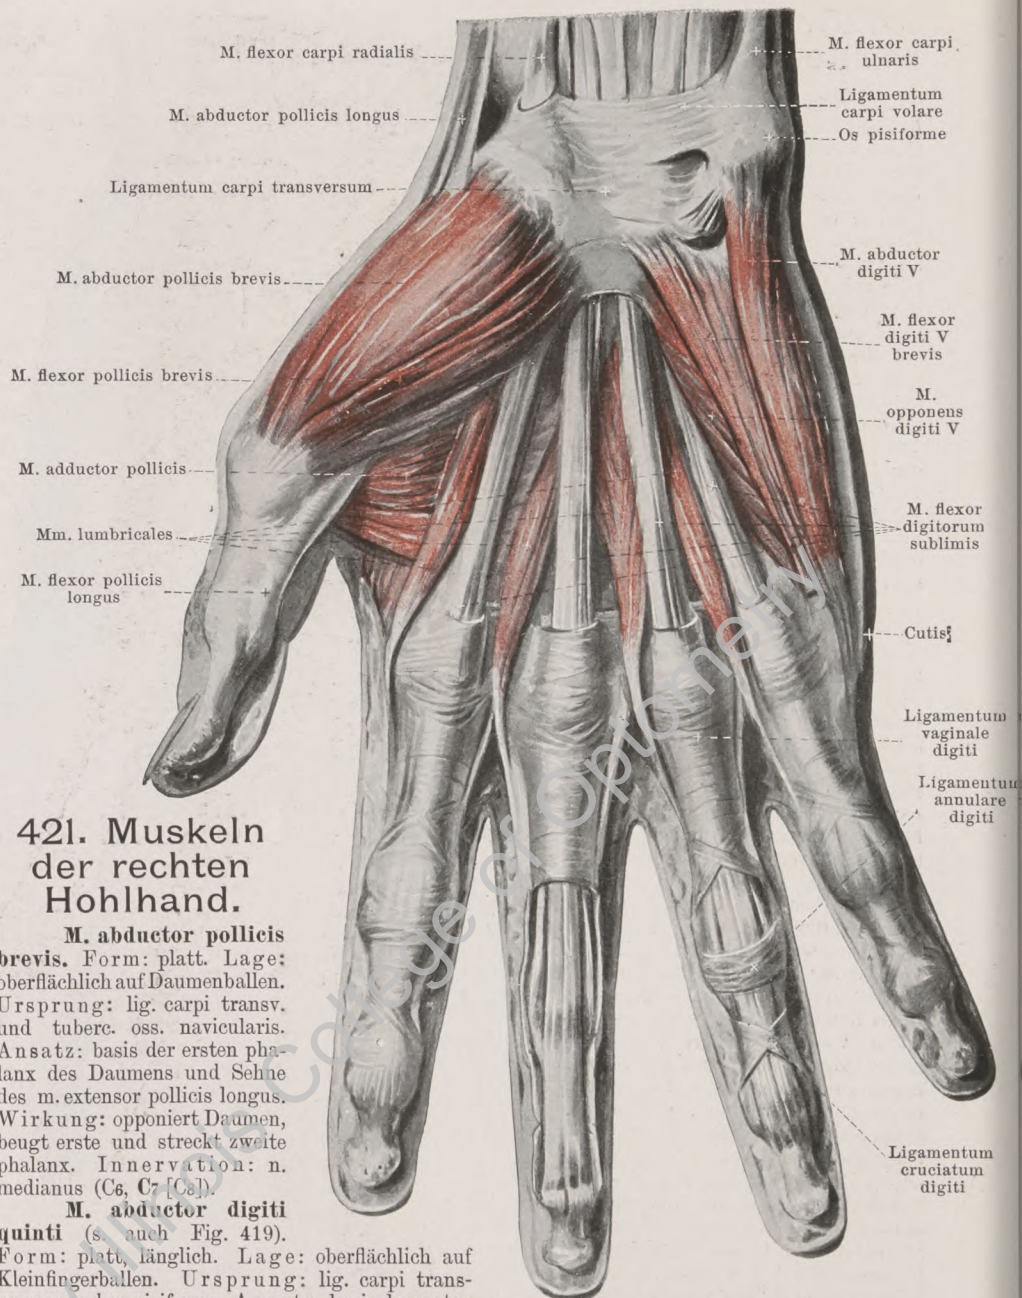 M. flexor carpi radialis
M. abductor pollicis longus
Ligamentum carpi transversum
M. abductor pollicis brevis
M. flexor pollicis brevis
M. adductor pollicis
Mm. lumbricales
M. flexor pollicis
longus
M. flexor carpi
ulnaris
Ligamentum
carpi volare
Os pisiforme
M. abductor
digiti V
M. flexor
digiti V
brevis
M.
opponens
digiti V
M. flexor
digitorum
sublimis
Cutis
Ligamentum
vaginale
digiti
Ligamentum
annulare
digiti
Ligamentum
cruciatum
digiti
421. Muskeln
der rechten
Hohlhand.
M. abductor pollicis
brevis. Form: platt. Lage:
oberflächlich auf Daumenballen.
Ursprung: lig. carpi transv.
und tuberc. oss. navicularis.
Ansatz: basis der ersten pha-
lanx des Daumens und Sehne
des m. extensor pollicis longus.
Wirkung: opponiert Daumen,
beugt erste und streckt zweite
phalanx. Innervation: n.
medianus (C6, C7 [C8]).
M. abductor digiti
quinti (s. auch Fig. 419).
Form: platt, länglich. Lage: oberflächlich auf
Kleinfingerballen. Ursprung: lig. carpi trans-
Illinois College of Optometry